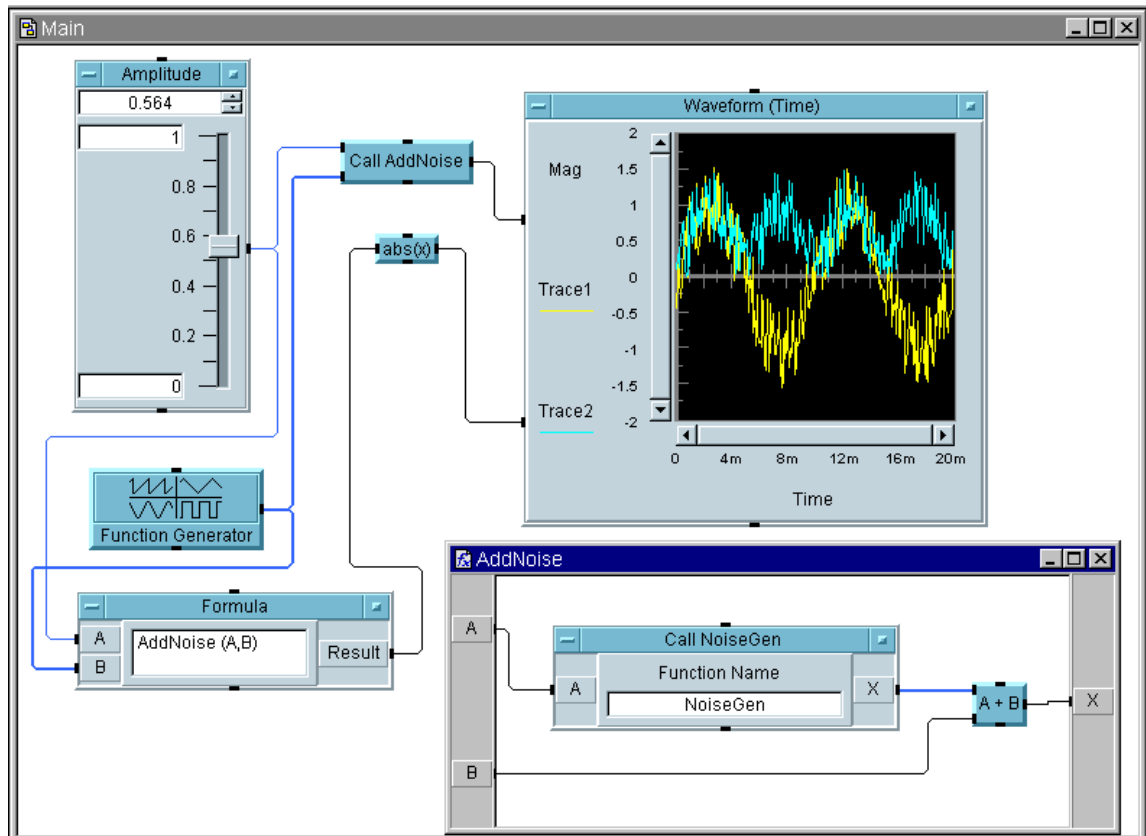 Main
Amplitude
0.564
1
0.8
0.6
0.4
0.2
0
Call AddNoise
abs(x)
Waveform (Time)
Mag
Trace1
Trace2
2
1.5
1
0.5
0
-0.5
-1
-1.5
-2
0 4m 8m 12m 16m 20m
Time
Function Generator
Formula
A
B
AddNoise (A,B)
Result
AddNoise
A
B
Call NoiseGen
A
Function Name
NoiseGen
X
A + B
X